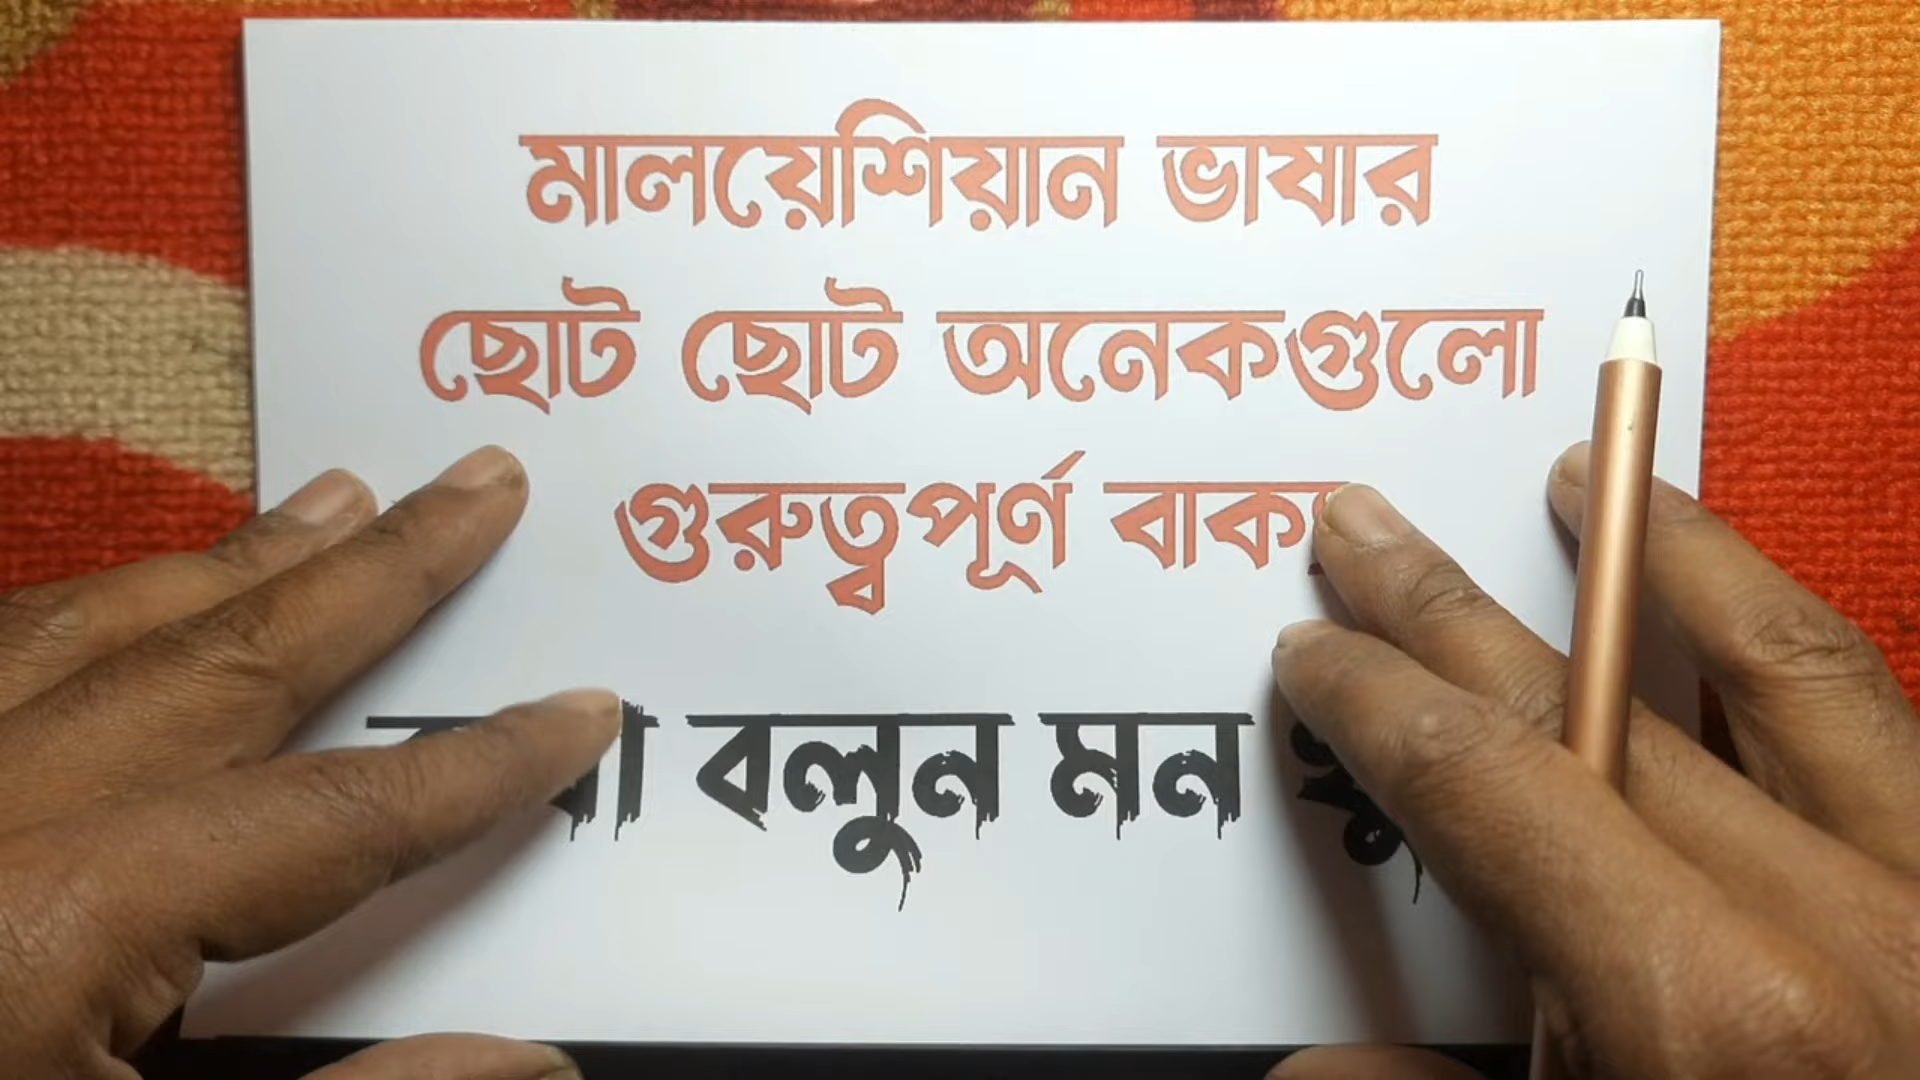 মালয়েশিয়ান ভাষার
ছোট ছোট অনেকগুলো
গুরুত্বপূর্ণ বাক্য
বলুন মন